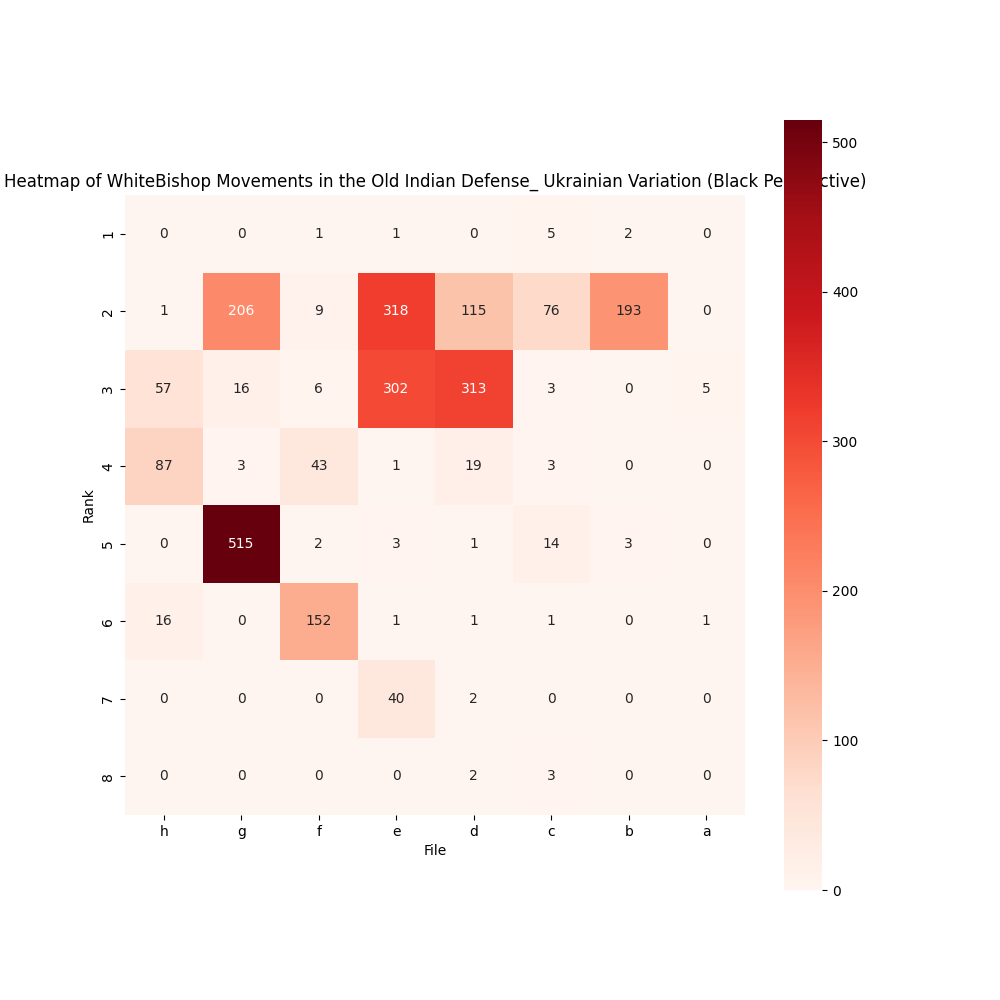 Heatmap of WhiteBishop Movements in the Old Indian Defense_ Ukrainian Variation (Black Pe ctive)
500
400
300
200
100
0
Rank
1 0 0 1 1 0 5 2 0
2 1 206 9 318 115 76 193 0
3 57 16 6 302 313 3 0 5
4 87 3 43 1 19 3 0 0
5 0 515 2 3 1 14 3 0
6 16 0 152 1 1 1 0 1
7 0 0 0 40 2 0 0 0
8 0 0 0 0 2 3 0 0
h g f e d c b a
File